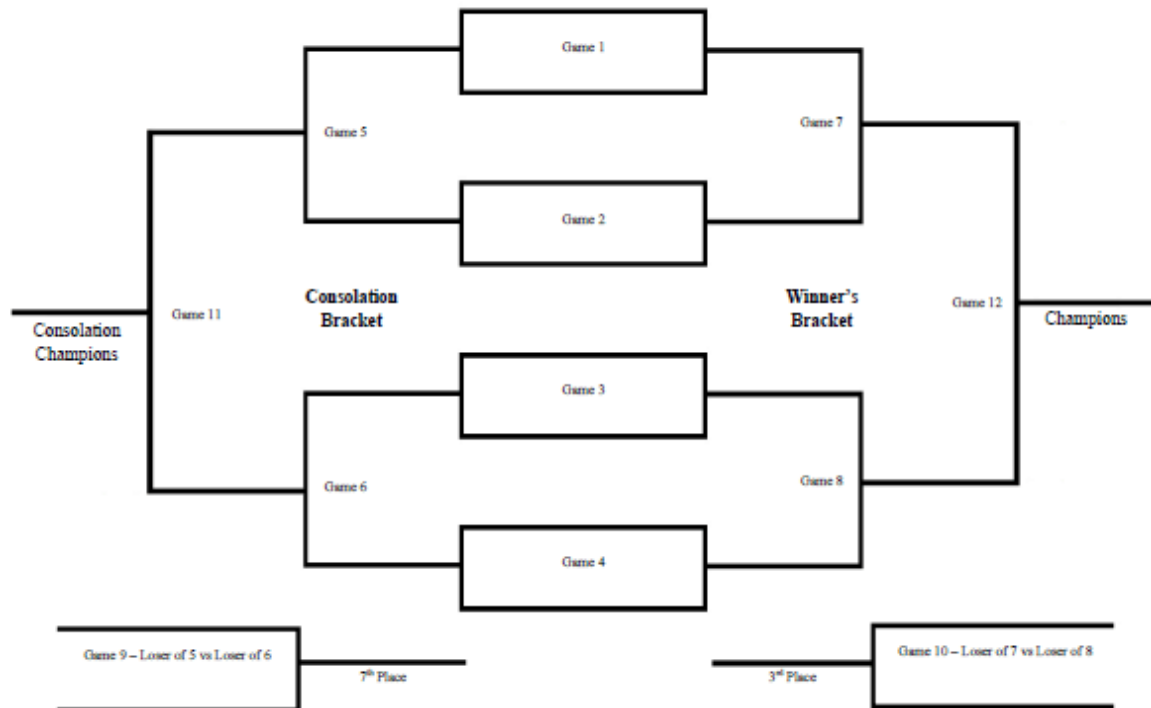 Game 1
Game 5
Game 7
Game 2
Consolation
Bracket
Winner's
Bracket
Game 11
Game 12
Consolation
Champions
Champions
Game 3
Game 6
Game 8
Game 4
Game 9 – Loser of 5 vs Loser of 6
Game 10 – Loser of 7 vs Loser of 8
7th Place
3rd Place